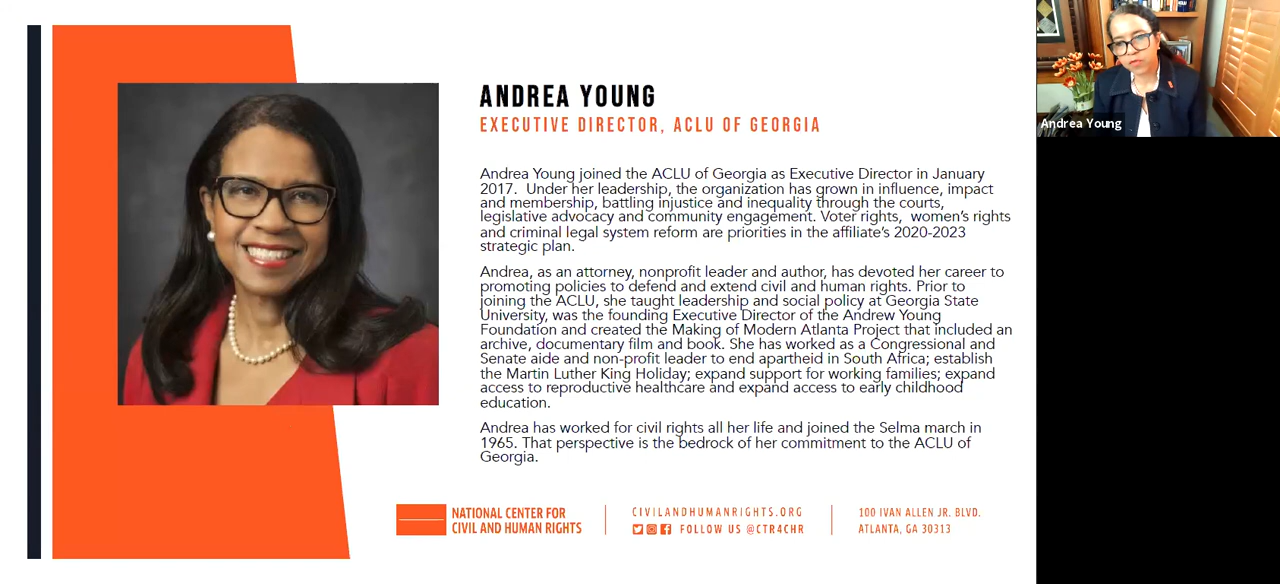 ANDREA YOUNG
EXECUTIVE DIRECTOR, ACLU OF GEORGIA
Andrea Young joined the ACLU of Georgia as Executive Director in January
2017.  Under her leadership, the organization has grown in influence, impact
and membership, battling injustice and inequality through the courts,
legislative advocacy and community engagement. Voter rights,  women's rights
and criminal legal system reform are priorities in the affiliate's 2020-2023
strategic plan.
Andrea, as an attorney, nonprofit leader and author, has devoted her career to
promoting policies to defend and extend civil and human rights. Prior to
joining the ACLU, she taught leadership and social policy at Georgia State
University, was the founding Executive Director of the Andrew Young
Foundation and created the Making of Modern Atlanta Project that included an
archive, documentary film and book. She has worked as a Congressional and
Senate aide and non-profit leader to end apartheid in South Africa; establish
the Martin Luther King Holiday; expand support for working families; expand
access to reproductive healthcare and expand access to early childhood
education.
Andrea has worked for civil rights all her life and joined the Selma march in
1965. That perspective is the bedrock of her commitment to the ACLU of
Georgia.
NATIONAL CENTER FOR
CIVIL AND HUMAN RIGHTS
CIVILANDHUMANRIGHTS.ORG
FOLLOW US @CTR4CHR
100 IVAN ALLEN JR. BLVD.
ATLANTA, GA 30313
Andrea Young